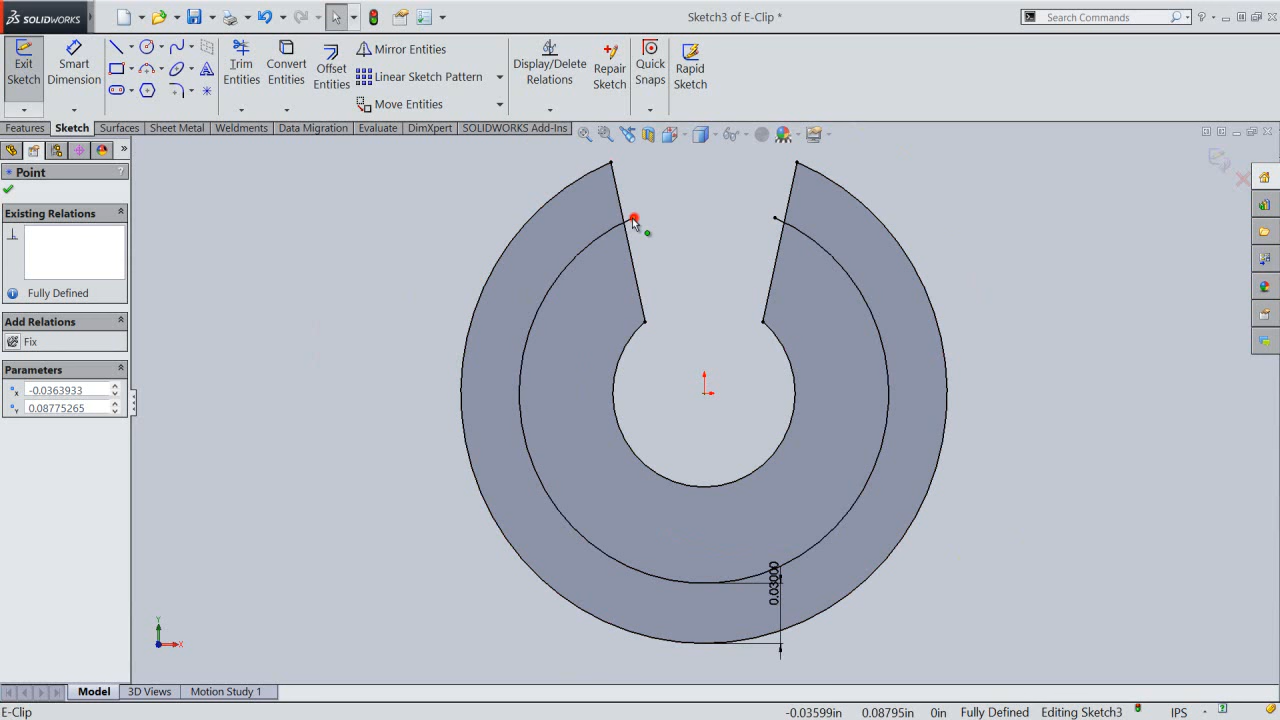 SOLIDWORKS
Sketch3 of E-Clip *
Search Commands
Exit Sketch
Smart Dimension
Trim Entities
Convert Entities
Offset Entities
Mirror Entities
Linear Sketch Pattern
Move Entities
Display/Delete Relations
Repair Sketch
Quick Snaps
Rapid Sketch
Features Sketch Surfaces Sheet Metal Weldments Data Migration Evaluate DimXpert SOLIDWORKS Add-Ins
Point
?
Existing Relations
Fully Defined
Add Relations
Fix
Parameters
-0.0363933
0.08775265
0.03000
Y
X
Model 3D Views Motion Study 1
E-Clip
-0.03599in 0.08795in 0in Fully Defined Editing Sketch3 IPS